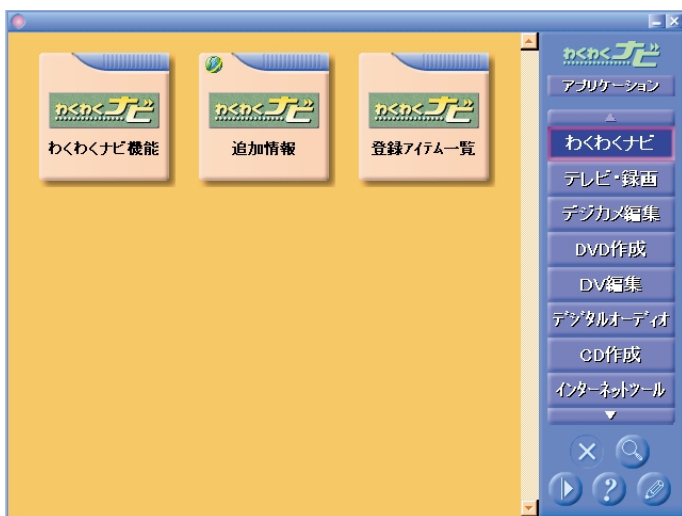 わくわくナビ
わくわくナビ機能
わくわくナビ
追加情報
わくわくナビ
登録アイテム一覧
わくわくナビ
アプリケーション
わくわくナビ
テレビ・録画
デジカメ編集
DVD作成
DV編集
デジタルオーディオ
CD作成
インターネットツール
?